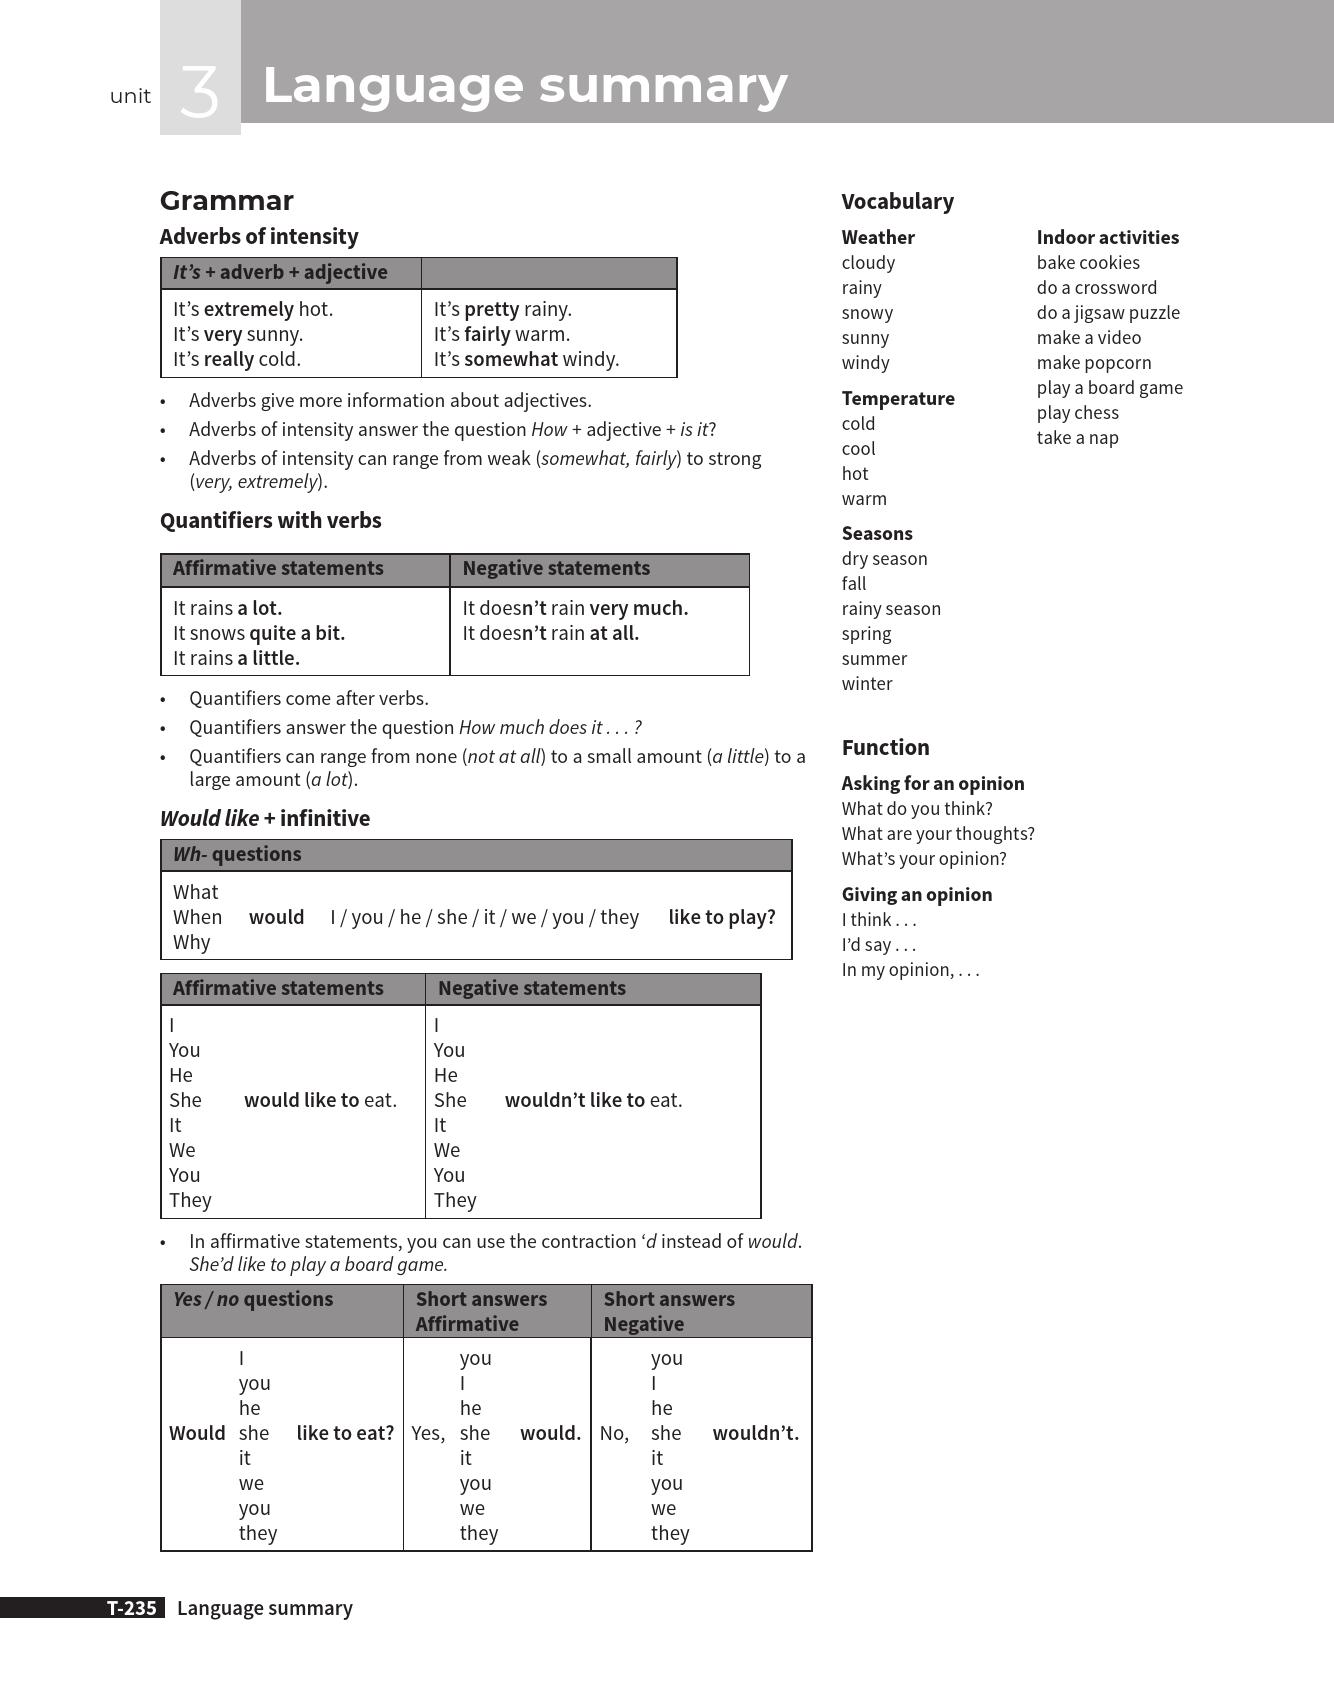 unit 3 Language summary
Grammar
Adverbs of intensity
It's + adverb + adjective
It's extremely hot.
It's very sunny.
It's really cold.
It's pretty rainy.
It's fairly warm.
It's somewhat windy.
• Adverbs give more information about adjectives.
• Adverbs of intensity answer the question How + adjective + is it?
• Adverbs of intensity can range from weak (somewhat, fairly) to strong
(very, extremely).
Quantifiers with verbs
Affirmative statements
It rains a lot.
It snows quite a bit.
It rains a little.
Negative statements
It doesn't rain very much.
It doesn't rain at all.
• Quantifiers come after verbs.
• Quantifiers answer the question How much does it . . . ?
• Quantifiers can range from none (not at all) to a small amount (a little) to a
large amount (a lot).
Would like + infinitive
Wh- questions
What
When would I / you / he / she / it / we / you / they like to play?
Why
Affirmative statements
I
You
He
She would like to eat.
It
We
You
They
Negative statements
I
You
He
She wouldn't like to eat.
It
We
You
They
• In affirmative statements, you can use the contraction ‘d instead of would.
She'd like to play a board game.
Yes / no questions
I
you
he
Would she like to eat?
it
we
you
they
Short answers
Affirmative
you
I
he
Yes, she would.
it
you
we
they
Short answers
Negative
you
I
he
No, she wouldn't.
it
you
we
they
Vocabulary
Weather
cloudy
rainy
snowy
sunny
windy
Temperature
cold
cool
hot
warm
Seasons
dry season
fall
rainy season
spring
summer
winter
Indoor activities
bake cookies
do a crossword
do a jigsaw puzzle
make a video
make popcorn
play a board game
play chess
take a nap
Function
Asking for an opinion
What do you think?
What are your thoughts?
What's your opinion?
Giving an opinion
I think . . .
I'd say . . .
In my opinion, . . .
T-235 Language summary